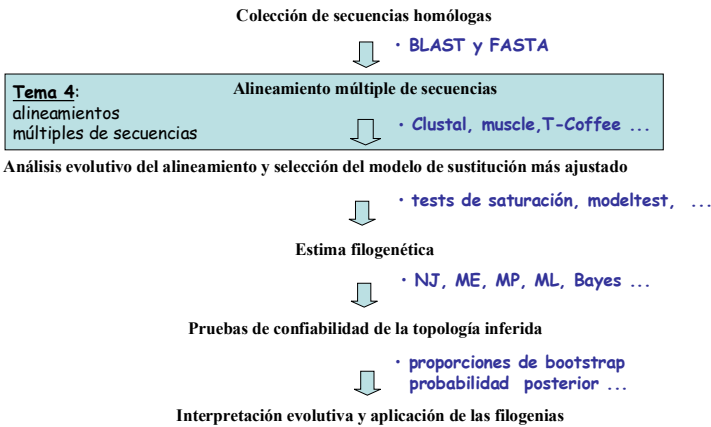 Colección de secuencias homólogas
• BLAST y FASTA
Tema 4:
alineamientos
múltiples de secuencias
Alineamiento múltiple de secuencias
• Clustal, muscle,T-Coffee ...
Análisis evolutivo del alineamiento y selección del modelo de sustitución más ajustado
• tests de saturación, modeltest, ...
Estima filogenética
• NJ, ME, MP, ML, Bayes ...
Pruebas de confiabilidad de la topología inferida
• proporciones de bootstrap
probabilidad posterior ...
Interpretación evolutiva y aplicación de las filogenias